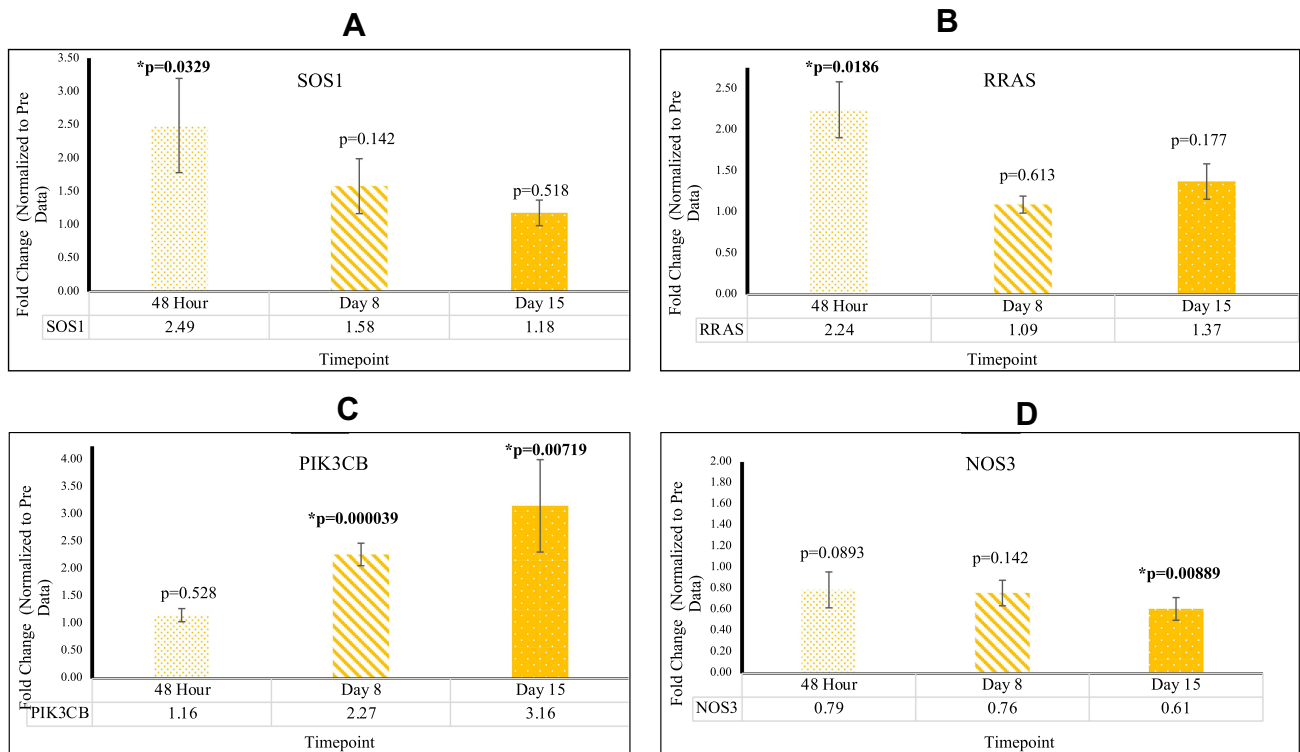 A
Fold Change (Normalized to Pre
Data)
3.50
3.00
2.50
2.00
1.50
1.00
0.50
0.00
*p=0.0329
SOS1
p=0.142
p=0.518
48 Hour Day 8 Day 15
SOS1 2.49 1.58 1.18
Timepoint
B
Fold Change (Normalized to Pre
Data)
2.50
2.00
1.50
1.00
0.50
0.00
*p=0.0186
RRAS
p=0.613
p=0.177
48 Hour Day 8 Day 15
RRAS 2.24 1.09 1.37
Timepoint
C
Fold Change (Normalized to Pre
Data)
4.00
3.50
3.00
2.50
2.00
1.50
1.00
0.50
0.00
PIK3CB
p=0.528
*p=0.000039
*p=0.00719
48 Hour Day 8 Day 15
PIK3CB 1.16 2.27 3.16
Timepoint
D
Fold Change (Normalized to Pre
Data)
2.00
1.80
1.60
1.40
1.20
1.00
0.80
0.60
0.40
0.20
0.00
NOS3
p=0.0893
p=0.142
*p=0.00889
48 Hour Day 8 Day 15
NOS3 0.79 0.76 0.61
Timepoint